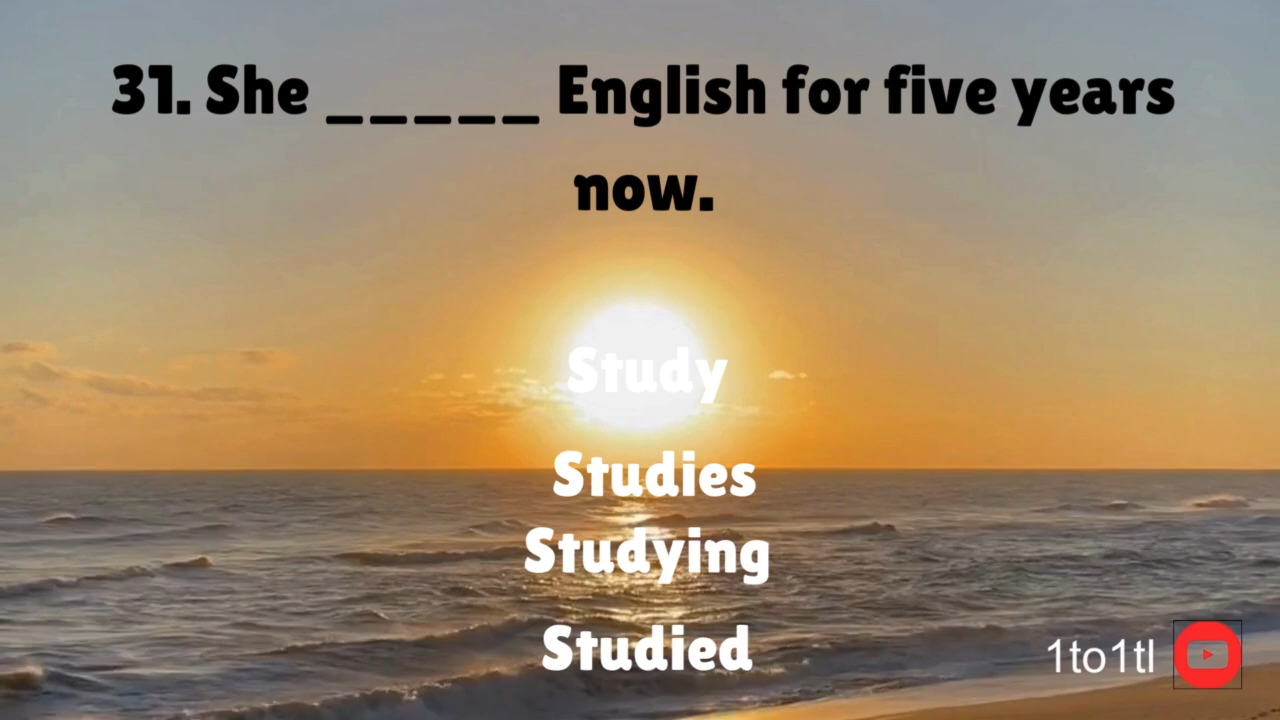 31. She _____ English for five years
now.
Study
Studies
Studying
Studied
1to1tl